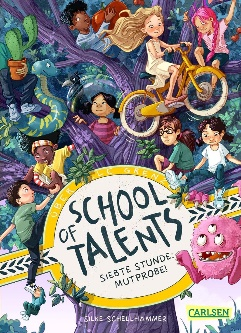 SCHOOL
OF
TALENTS
SIEBTE STUNDE:
MUTPROBE!
SILKE SCHELLHAMMER
CARLSEN